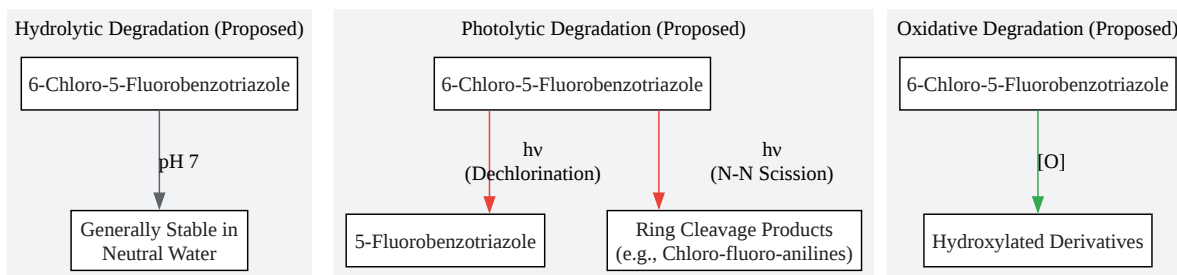 Hydrolytic Degradation (Proposed)
6-Chloro-5-Fluorobenzotriazole
pH 7
Generally Stable in
Neutral Water
Photolytic Degradation (Proposed)
6-Chloro-5-Fluorobenzotriazole
hν
(Dechlorination)
hν
(N-N Scission)
5-Fluorobenzotriazole
Ring Cleavage Products
(e.g., Chloro-fluoro-anilines)
Oxidative Degradation (Proposed)
6-Chloro-5-Fluorobenzotriazole
[O]
Hydroxylated Derivatives